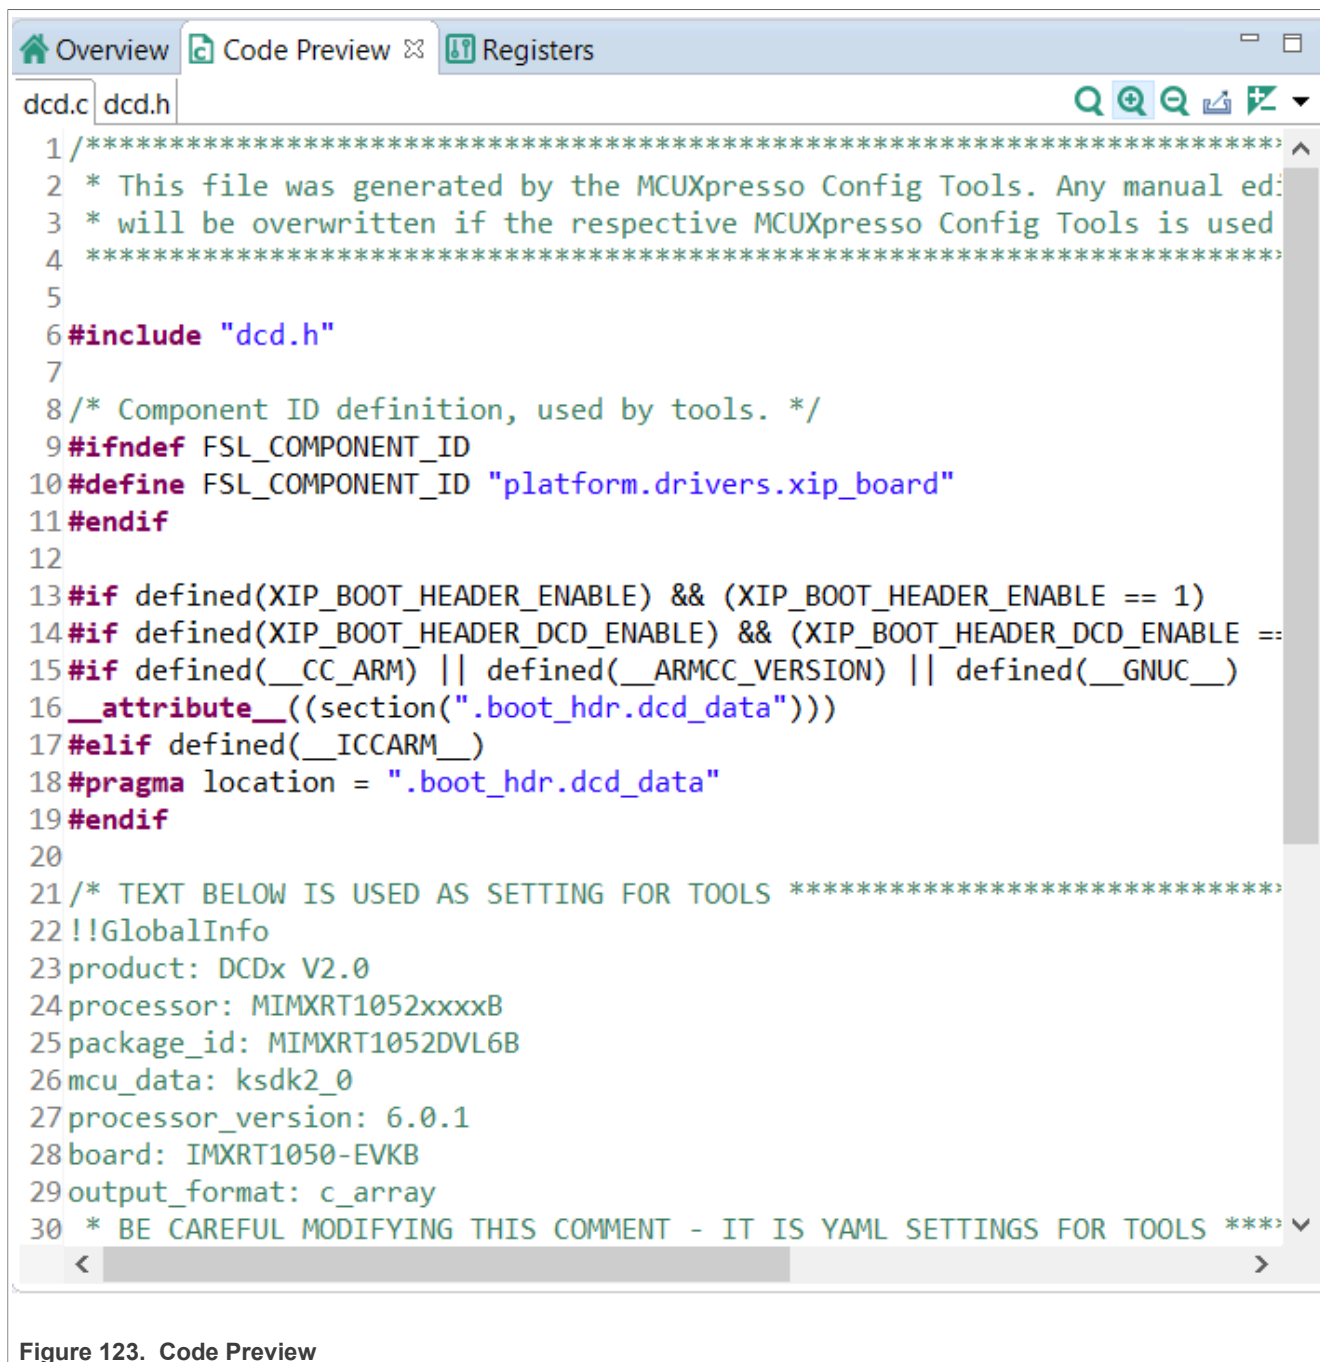 Overview Code Preview Registers
dcd.c dcd.h
1 /***********************************************************************
2  * This file was generated by the MCUXpresso Config Tools. Any manual edi
3  * will be overwritten if the respective MCUXpresso Config Tools is used
4  ***********************************************************************
5
6 #include "dcd.h"
7
8 /* Component ID definition, used by tools. */
9 #ifndef FSL_COMPONENT_ID
10 #define FSL_COMPONENT_ID "platform.drivers.xip_board"
11 #endif
12
13 #if defined(XIP_BOOT_HEADER_ENABLE) && (XIP_BOOT_HEADER_ENABLE == 1)
14 #if defined(XIP_BOOT_HEADER_DCD_ENABLE) && (XIP_BOOT_HEADER_DCD_ENABLE ==
15 #if defined(__CC_ARM) || defined(__ARMCC_VERSION) || defined(__GNUC__)
16 __attribute__((section(".boot_hdr.dcd_data")))
17 #elif defined(__ICCARM__)
18 #pragma location = ".boot_hdr.dcd_data"
19 #endif
20
21 /* TEXT BELOW IS USED AS SETTING FOR TOOLS *****************************
22 !!GlobalInfo
23 product: DCDx V2.0
24 processor: MIMXRT1052xxxxB
25 package_id: MIMXRT1052DVL6B
26 mcu_data: ksdk2_0
27 processor_version: 6.0.1
28 board: IMXRT1050-EVKB
29 output_format: c_array
30  * BE CAREFUL MODIFYING THIS COMMENT - IT IS YAML SETTINGS FOR TOOLS ***
Figure 123. Code Preview